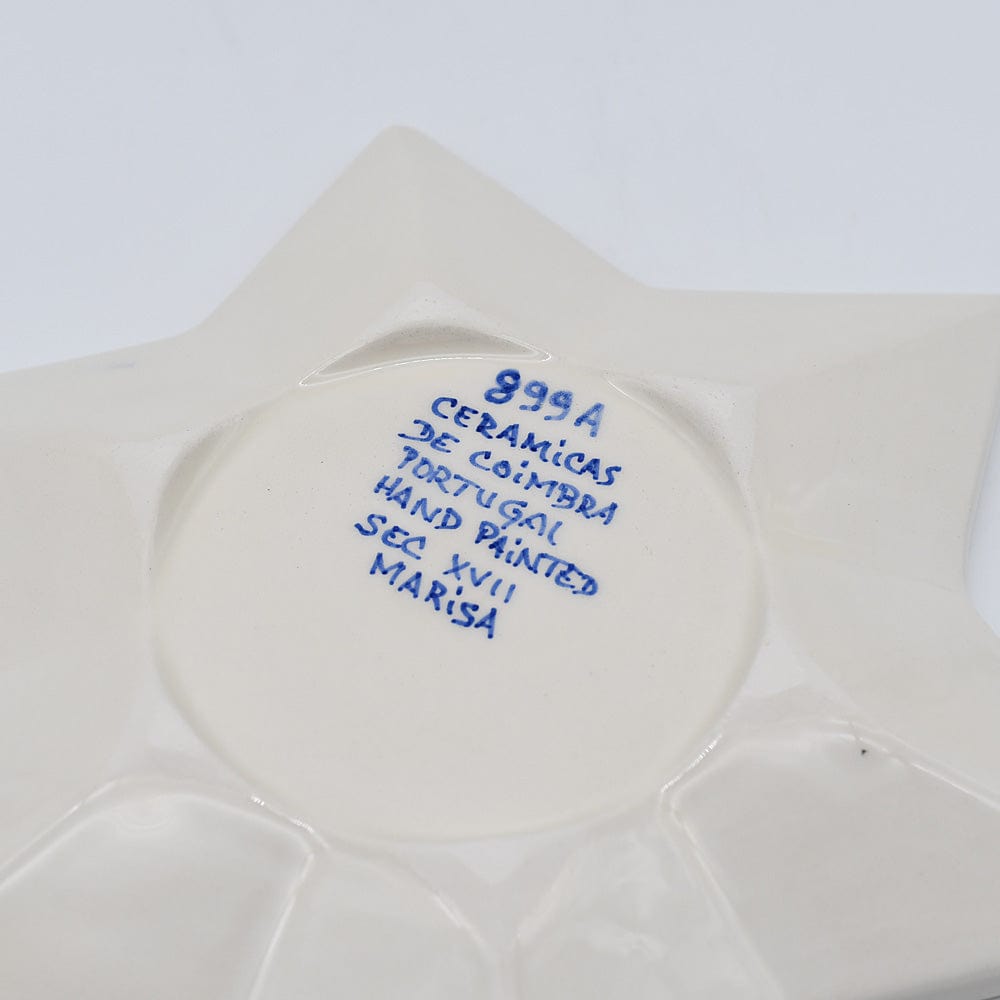 899A
CERAMiCAS
DE COiMBRA
PORTUGAL
HAND PAiNTED
SEC XVII
MARiSA